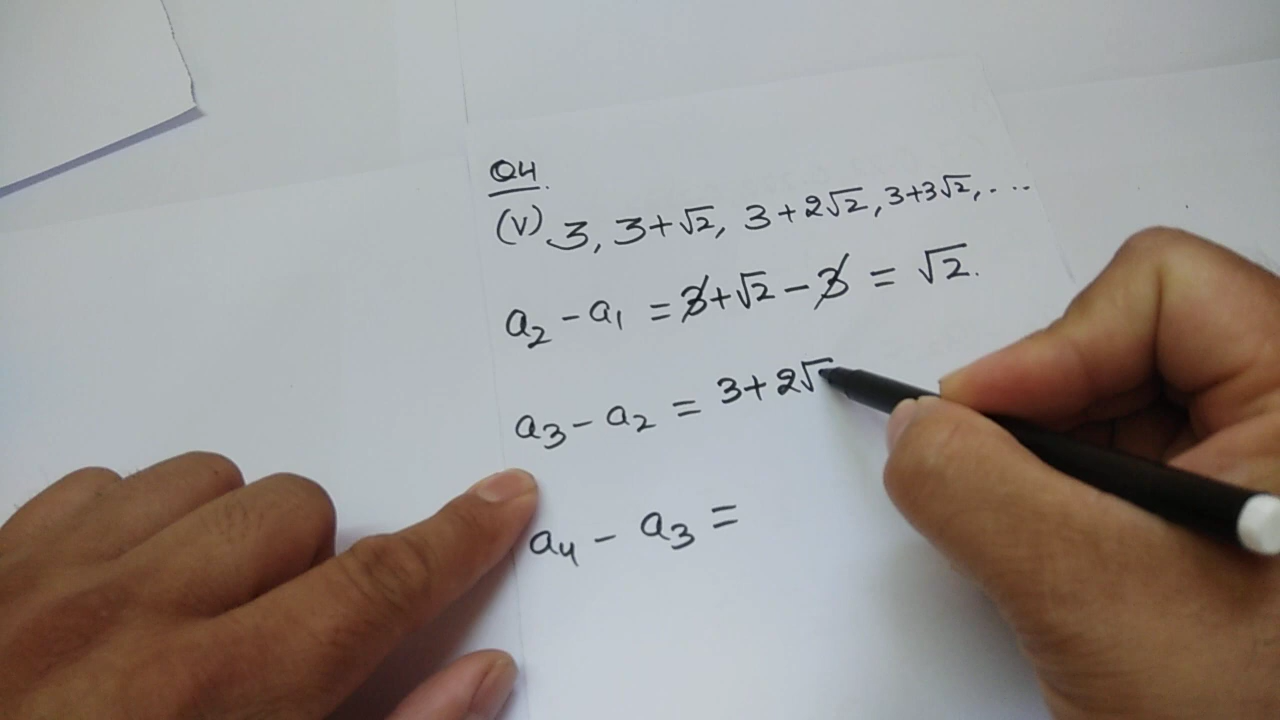 Q4.
(V) 3, 3+√2, 3+2√2, 3+3√2, ...
a₂ - a₁ = 3+√2 - 3 = √2.
a₃ - a₂ = 3+2√
a₄ - a₃ =